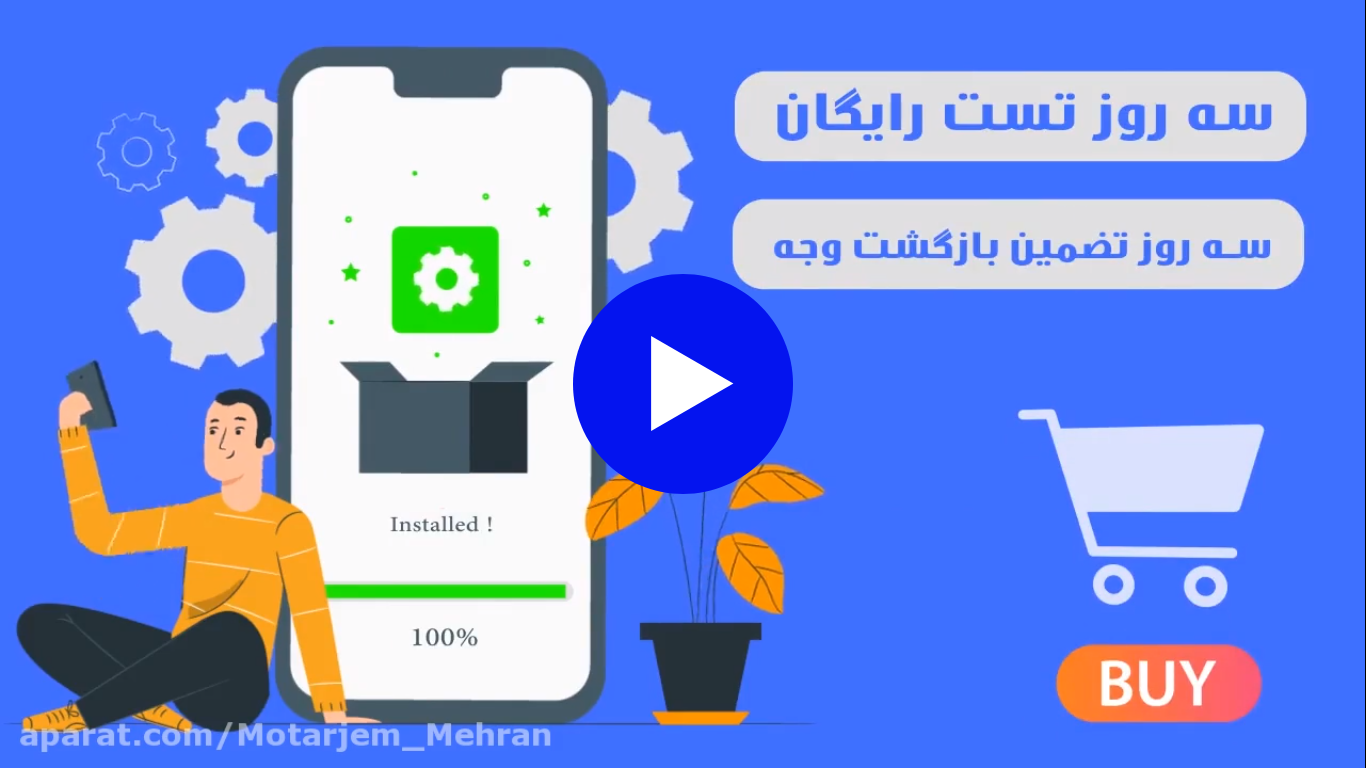 سه روز تست رایگان
سه روز تضمین بازگشت وجه
Installed !
100%
BUY
aparat.com/Motarjem_Mehran